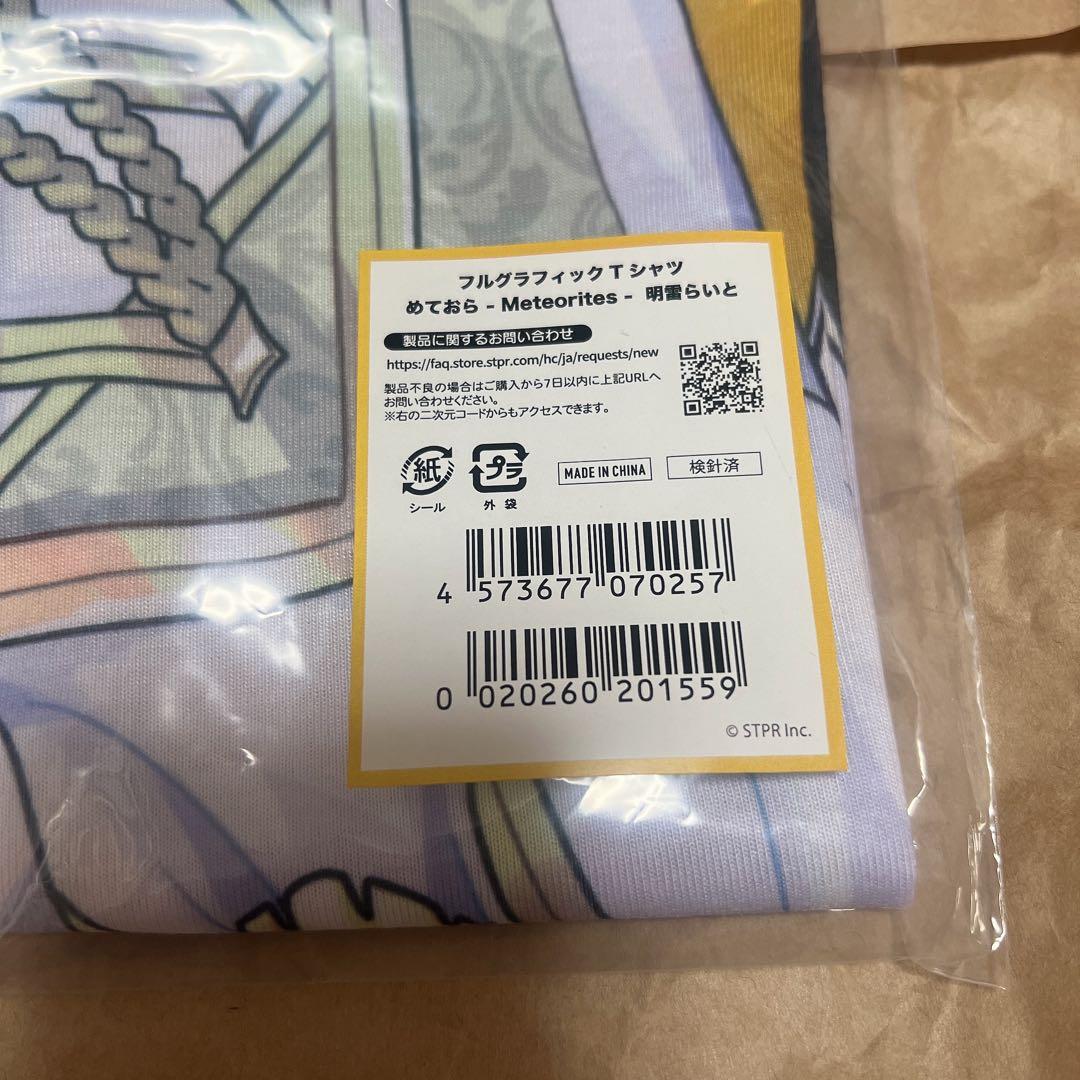 フルグラフィックTシャツ
めておら - Meteorites - 明雷らいと
製品に関するお問い合わせ
https://faq.store.stpr.com/hc/ja/requests/new
製品不良の場合はご購入から7日以内に上記URLへ
お問い合わせください。
※右の二次元コードからもアクセスできます。
紙
シール
プラ
外袋
MADE IN CHINA
検針済
4 573677 070257
0 020260 201559
© STPR Inc.